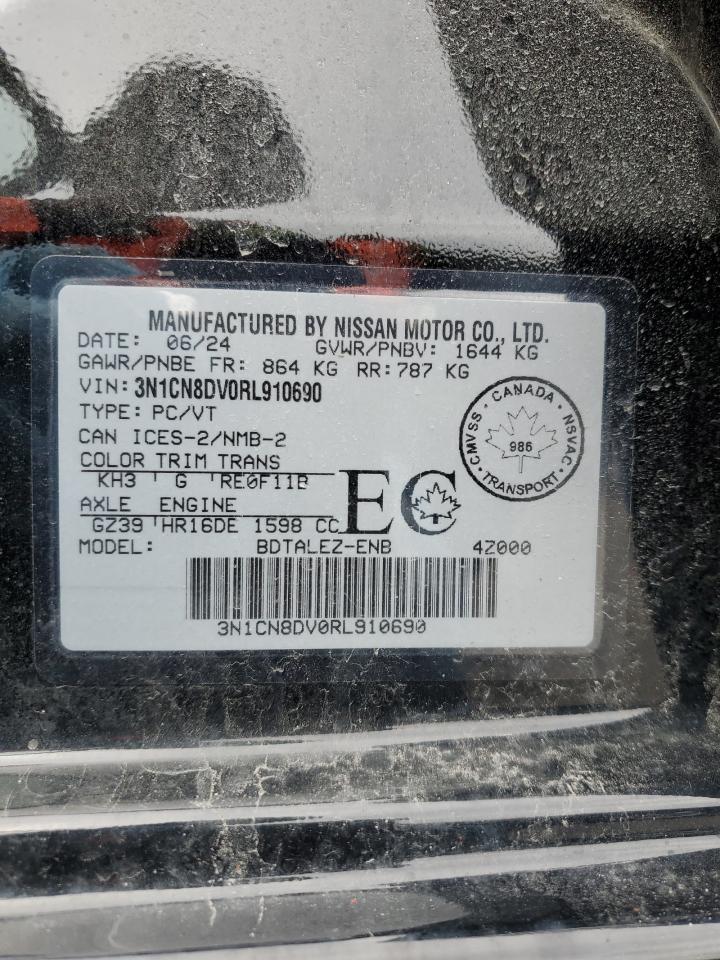 MANUFACTURED BY NISSAN MOTOR CO., LTD.
DATE: 06/24 GVWR/PNBV: 1644 KG
GAWR/PNBE FR: 864 KG RR: 787 KG
VIN: 3N1CN8DV0RL910690
TYPE: PC/VT
CAN ICES-2/NMB-2
COLOR TRIM TRANS
KH3 G RE0F11B
AXLE ENGINE
GZ39 HR16DE 1598 CC
EC
MODEL: BDTALEZ-ENB 4Z000
3N1CN8DV0RL910690
CMVSS · CANADA · NSVAC · TRANSPORT ·
986